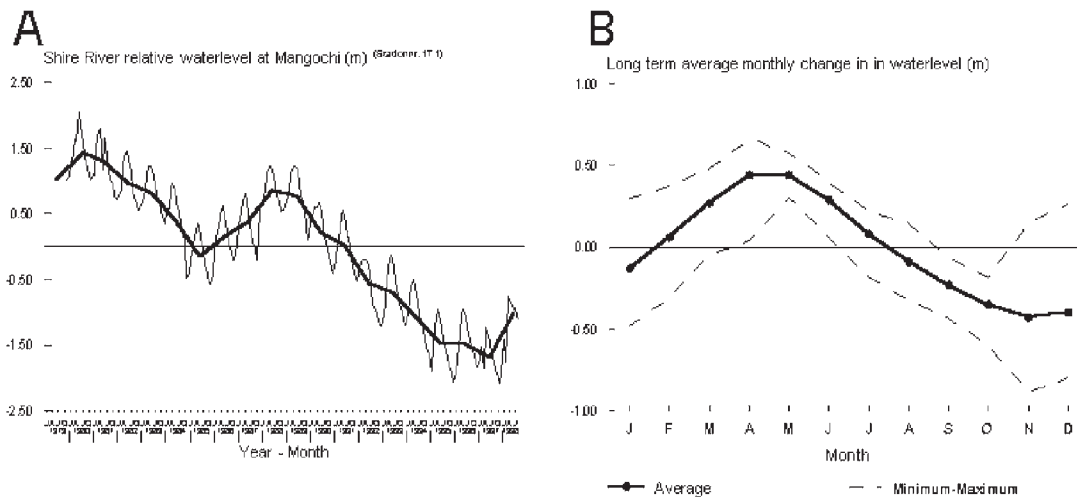 A
Shire River relative waterlevel at Mangochi (m)
2.50
1.50
0.50
-0.50
-1.50
-2.50
Year - Month
B
Long term average monthly change in in waterlevel (m)
1.00
0.50
0.00
-0.50
-1.00
J F M A M J J A S O N D
Month
Average
Minimum-Maximum